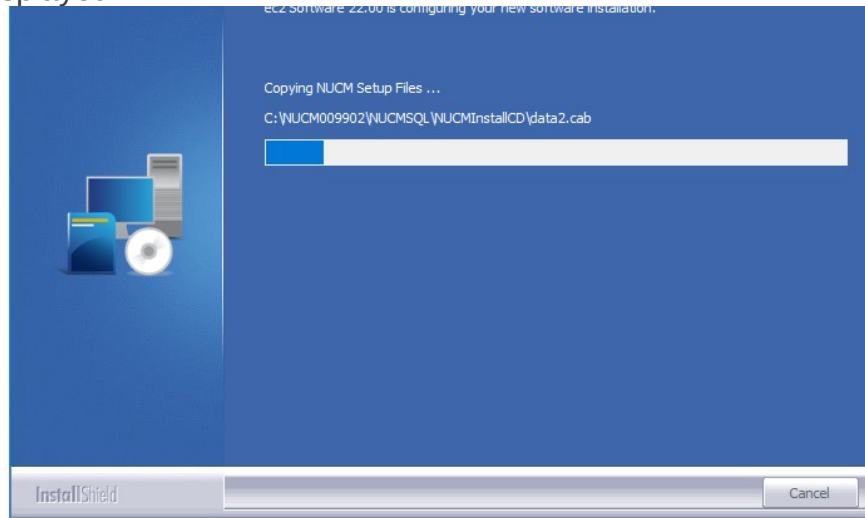 ec2 Software 22.00 is configuring your new software installation.
Copying NUCM Setup Files ...
C:\NUCM009902\NUCMSQL\NUCMInstallCD\data2.cab
InstallShield
Cancel